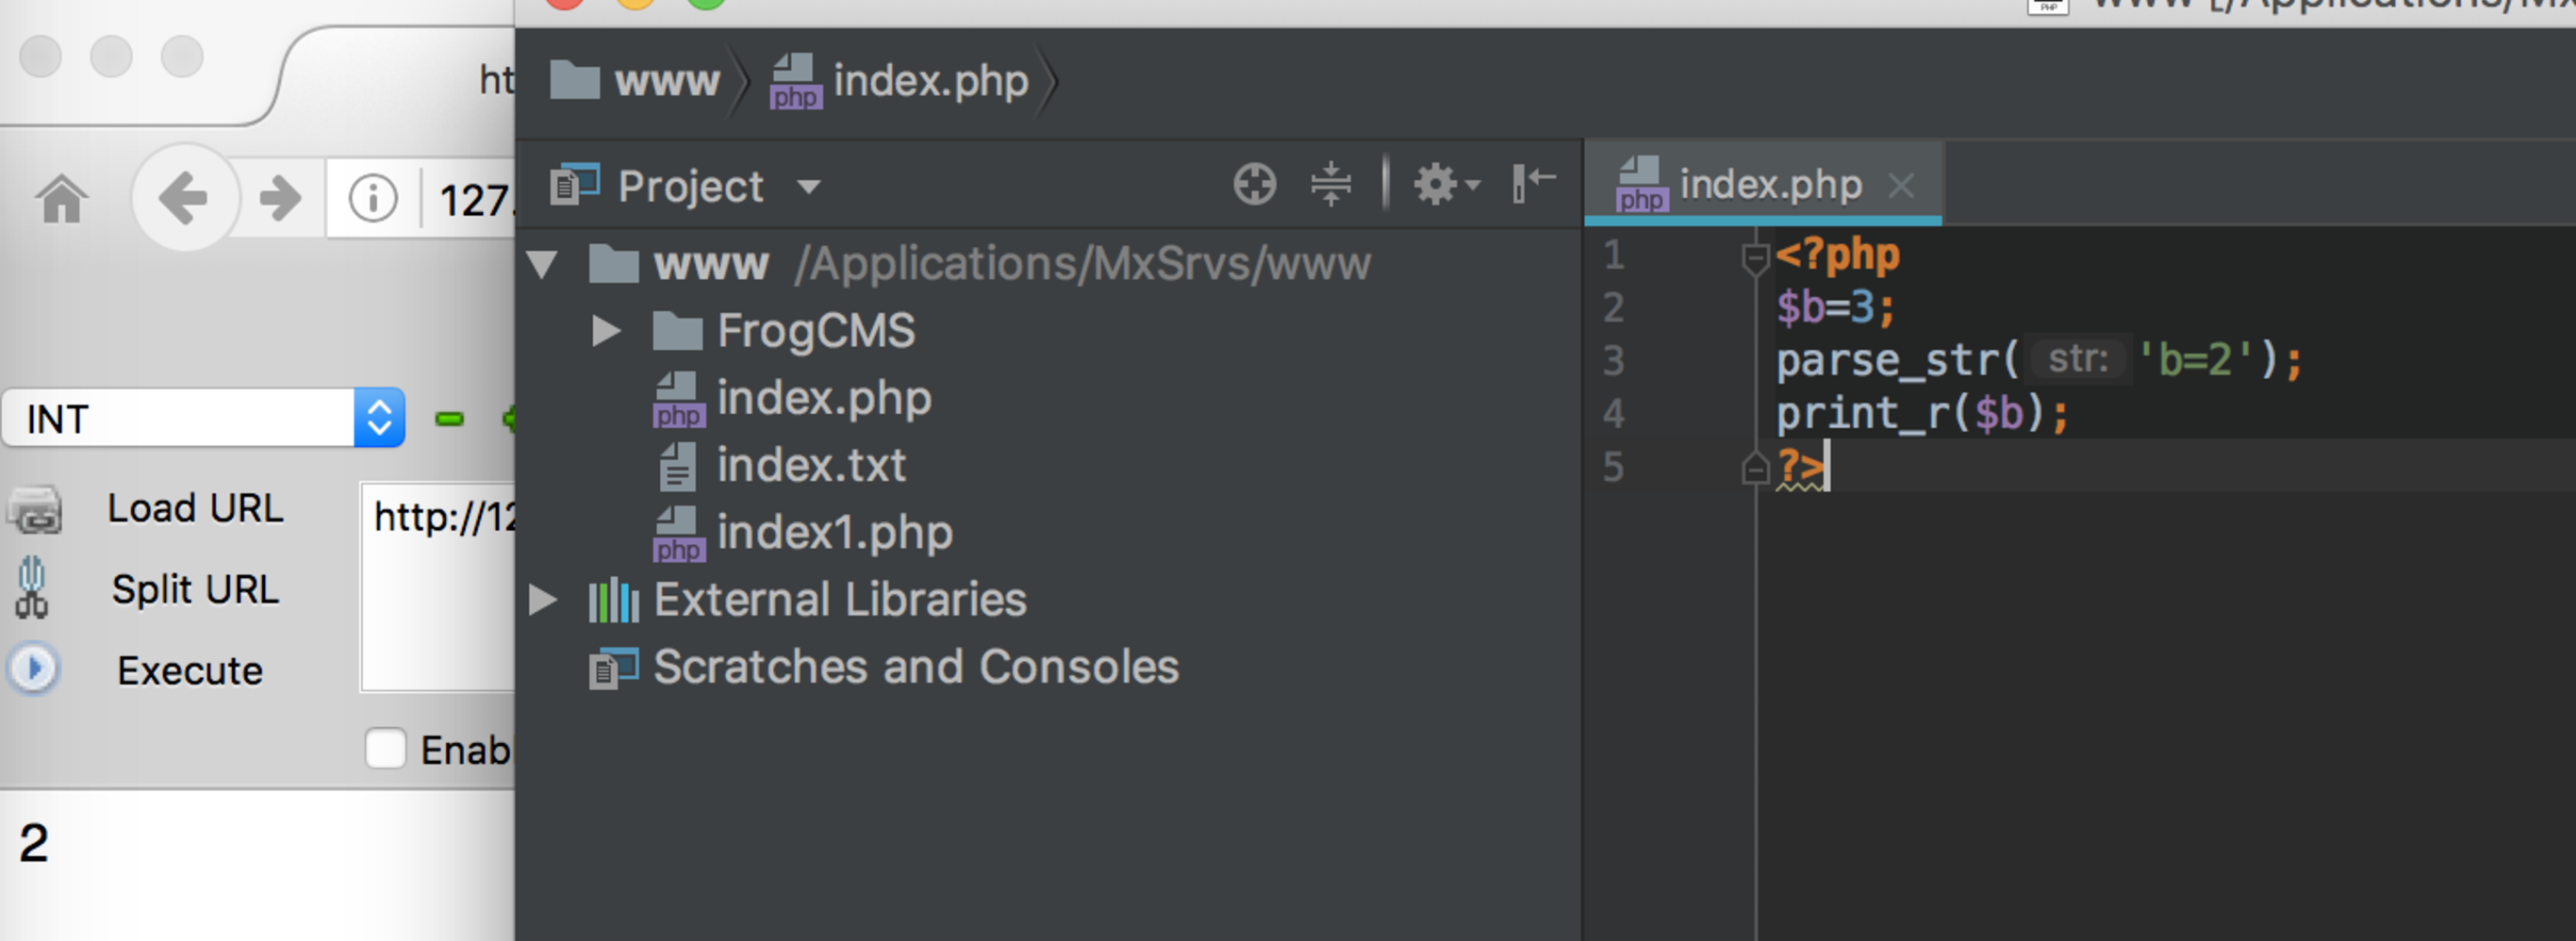 www [/Applications/Mx
www
index.php
ht
127.
Project
index.php
www /Applications/MxSrvs/www
FrogCMS
index.php
index.txt
index1.php
External Libraries
Scratches and Consoles
INT
Load URL
http://12
Split URL
Execute
Enab
2
1 <?php
2 $b=3;
3 parse_str( str: 'b=2');
4 print_r($b);
5 ?>